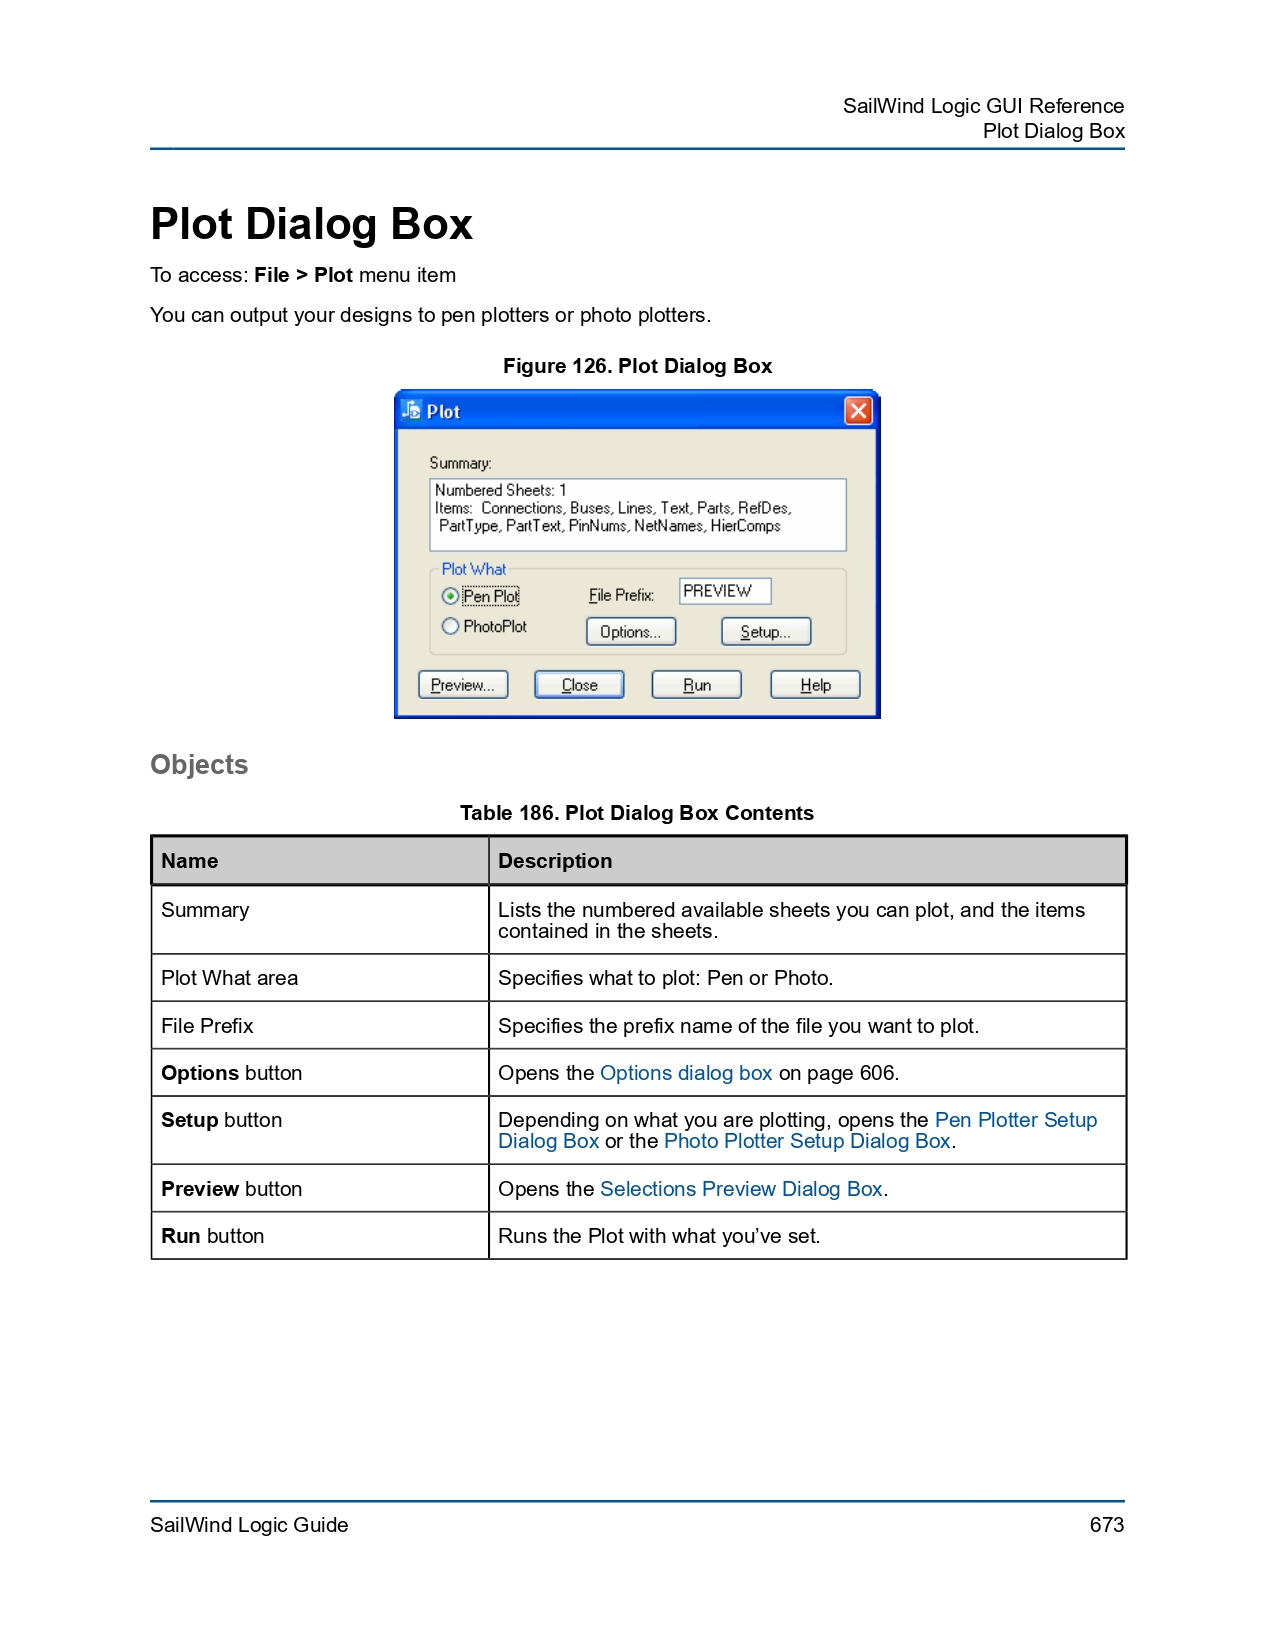 SailWind Logic GUI Reference
Plot Dialog Box
Plot Dialog Box
To access: File > Plot menu item
You can output your designs to pen plotters or photo plotters.
Figure 126. Plot Dialog Box
Plot
Summary:
Numbered Sheets: 1
Items:  Connections, Buses, Lines, Text, Parts, RefDes,
PartType, PartText, PinNums, NetNames, HierComps
Plot What
Pen Plot
File Prefix:
PREVIEW
PhotoPlot
Options...
Setup...
Preview...
Close
Run
Help
Objects
Table 186. Plot Dialog Box Contents
Name
Description
Summary
Lists the numbered available sheets you can plot, and the items
contained in the sheets.
Plot What area
Specifies what to plot: Pen or Photo.
File Prefix
Specifies the prefix name of the file you want to plot.
Options button
Opens the Options dialog box on page 606.
Setup button
Depending on what you are plotting, opens the Pen Plotter Setup
Dialog Box or the Photo Plotter Setup Dialog Box.
Preview button
Opens the Selections Preview Dialog Box.
Run button
Runs the Plot with what you’ve set.
SailWind Logic Guide
673